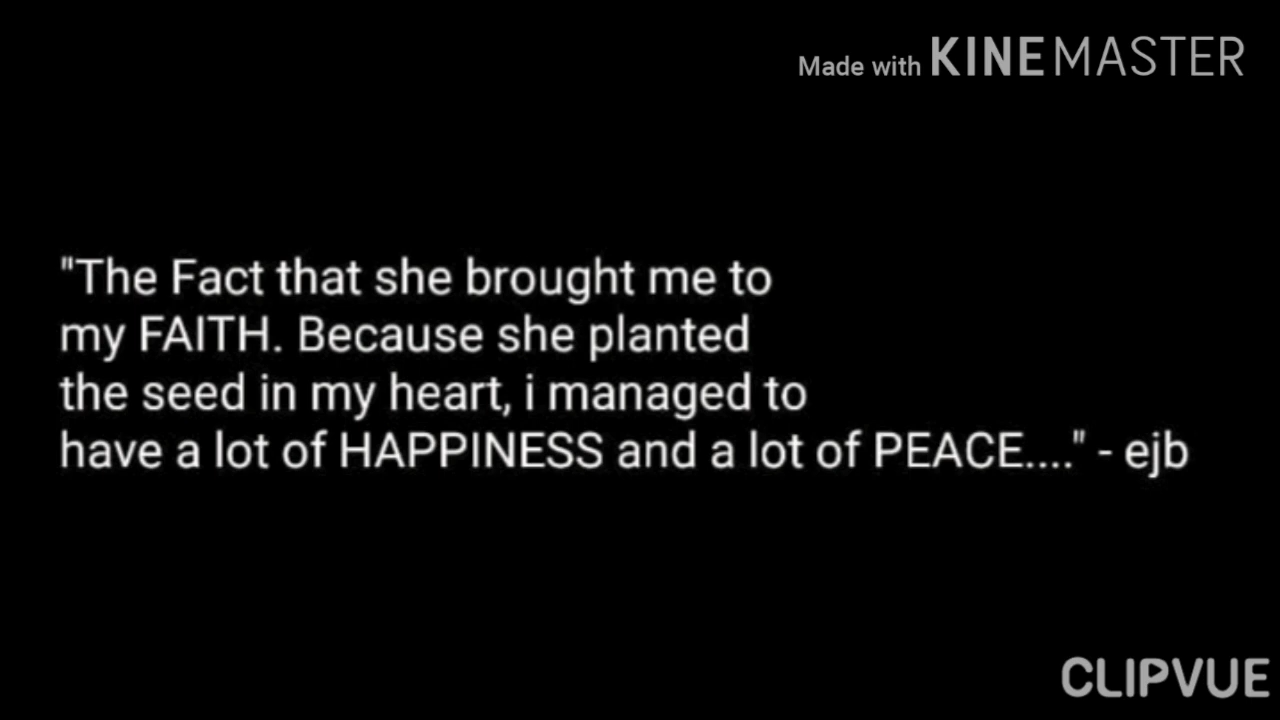 Made with KINEMASTER
"The Fact that she brought me to
my FAITH. Because she planted
the seed in my heart, i managed to
have a lot of HAPPINESS and a lot of PEACE...." - ejb
CLIPVUE